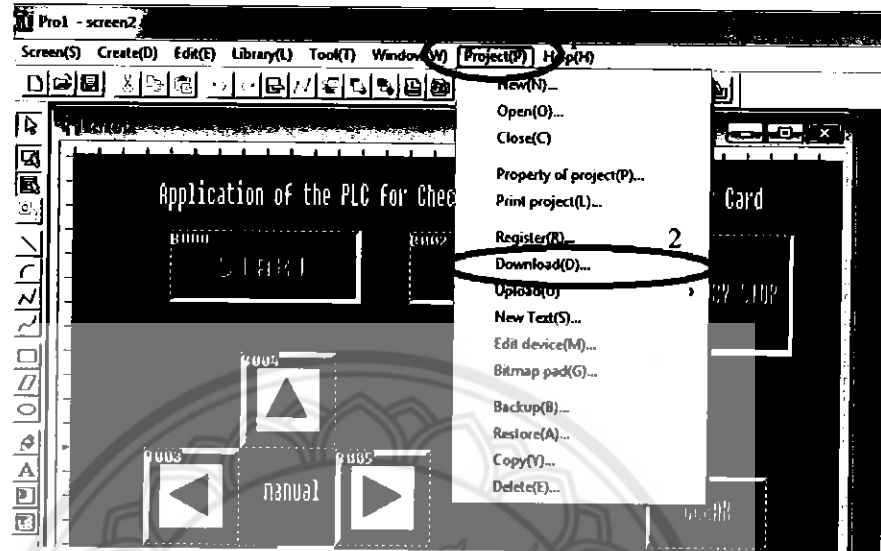 Pro1 - screen2
Screen(S) Create(D) Edit(E) Library(L) Tool(T) Window(W) Project(P) Help(H)
New(N)...
Open(O)...
Close(C)
Property of project(P)...
Print project(L)...
Register(R)...
2
Download(D)...
Upload(U)
New Text(S)...
Edit device(M)...
Bitmap pad(G)...
Backup(B)...
Restore(A)...
Copy(Y)...
Delete(E)...
Application of the PLC For Chec
Card
B000
B002
START
STOP
B004
B003
B005
manual
A